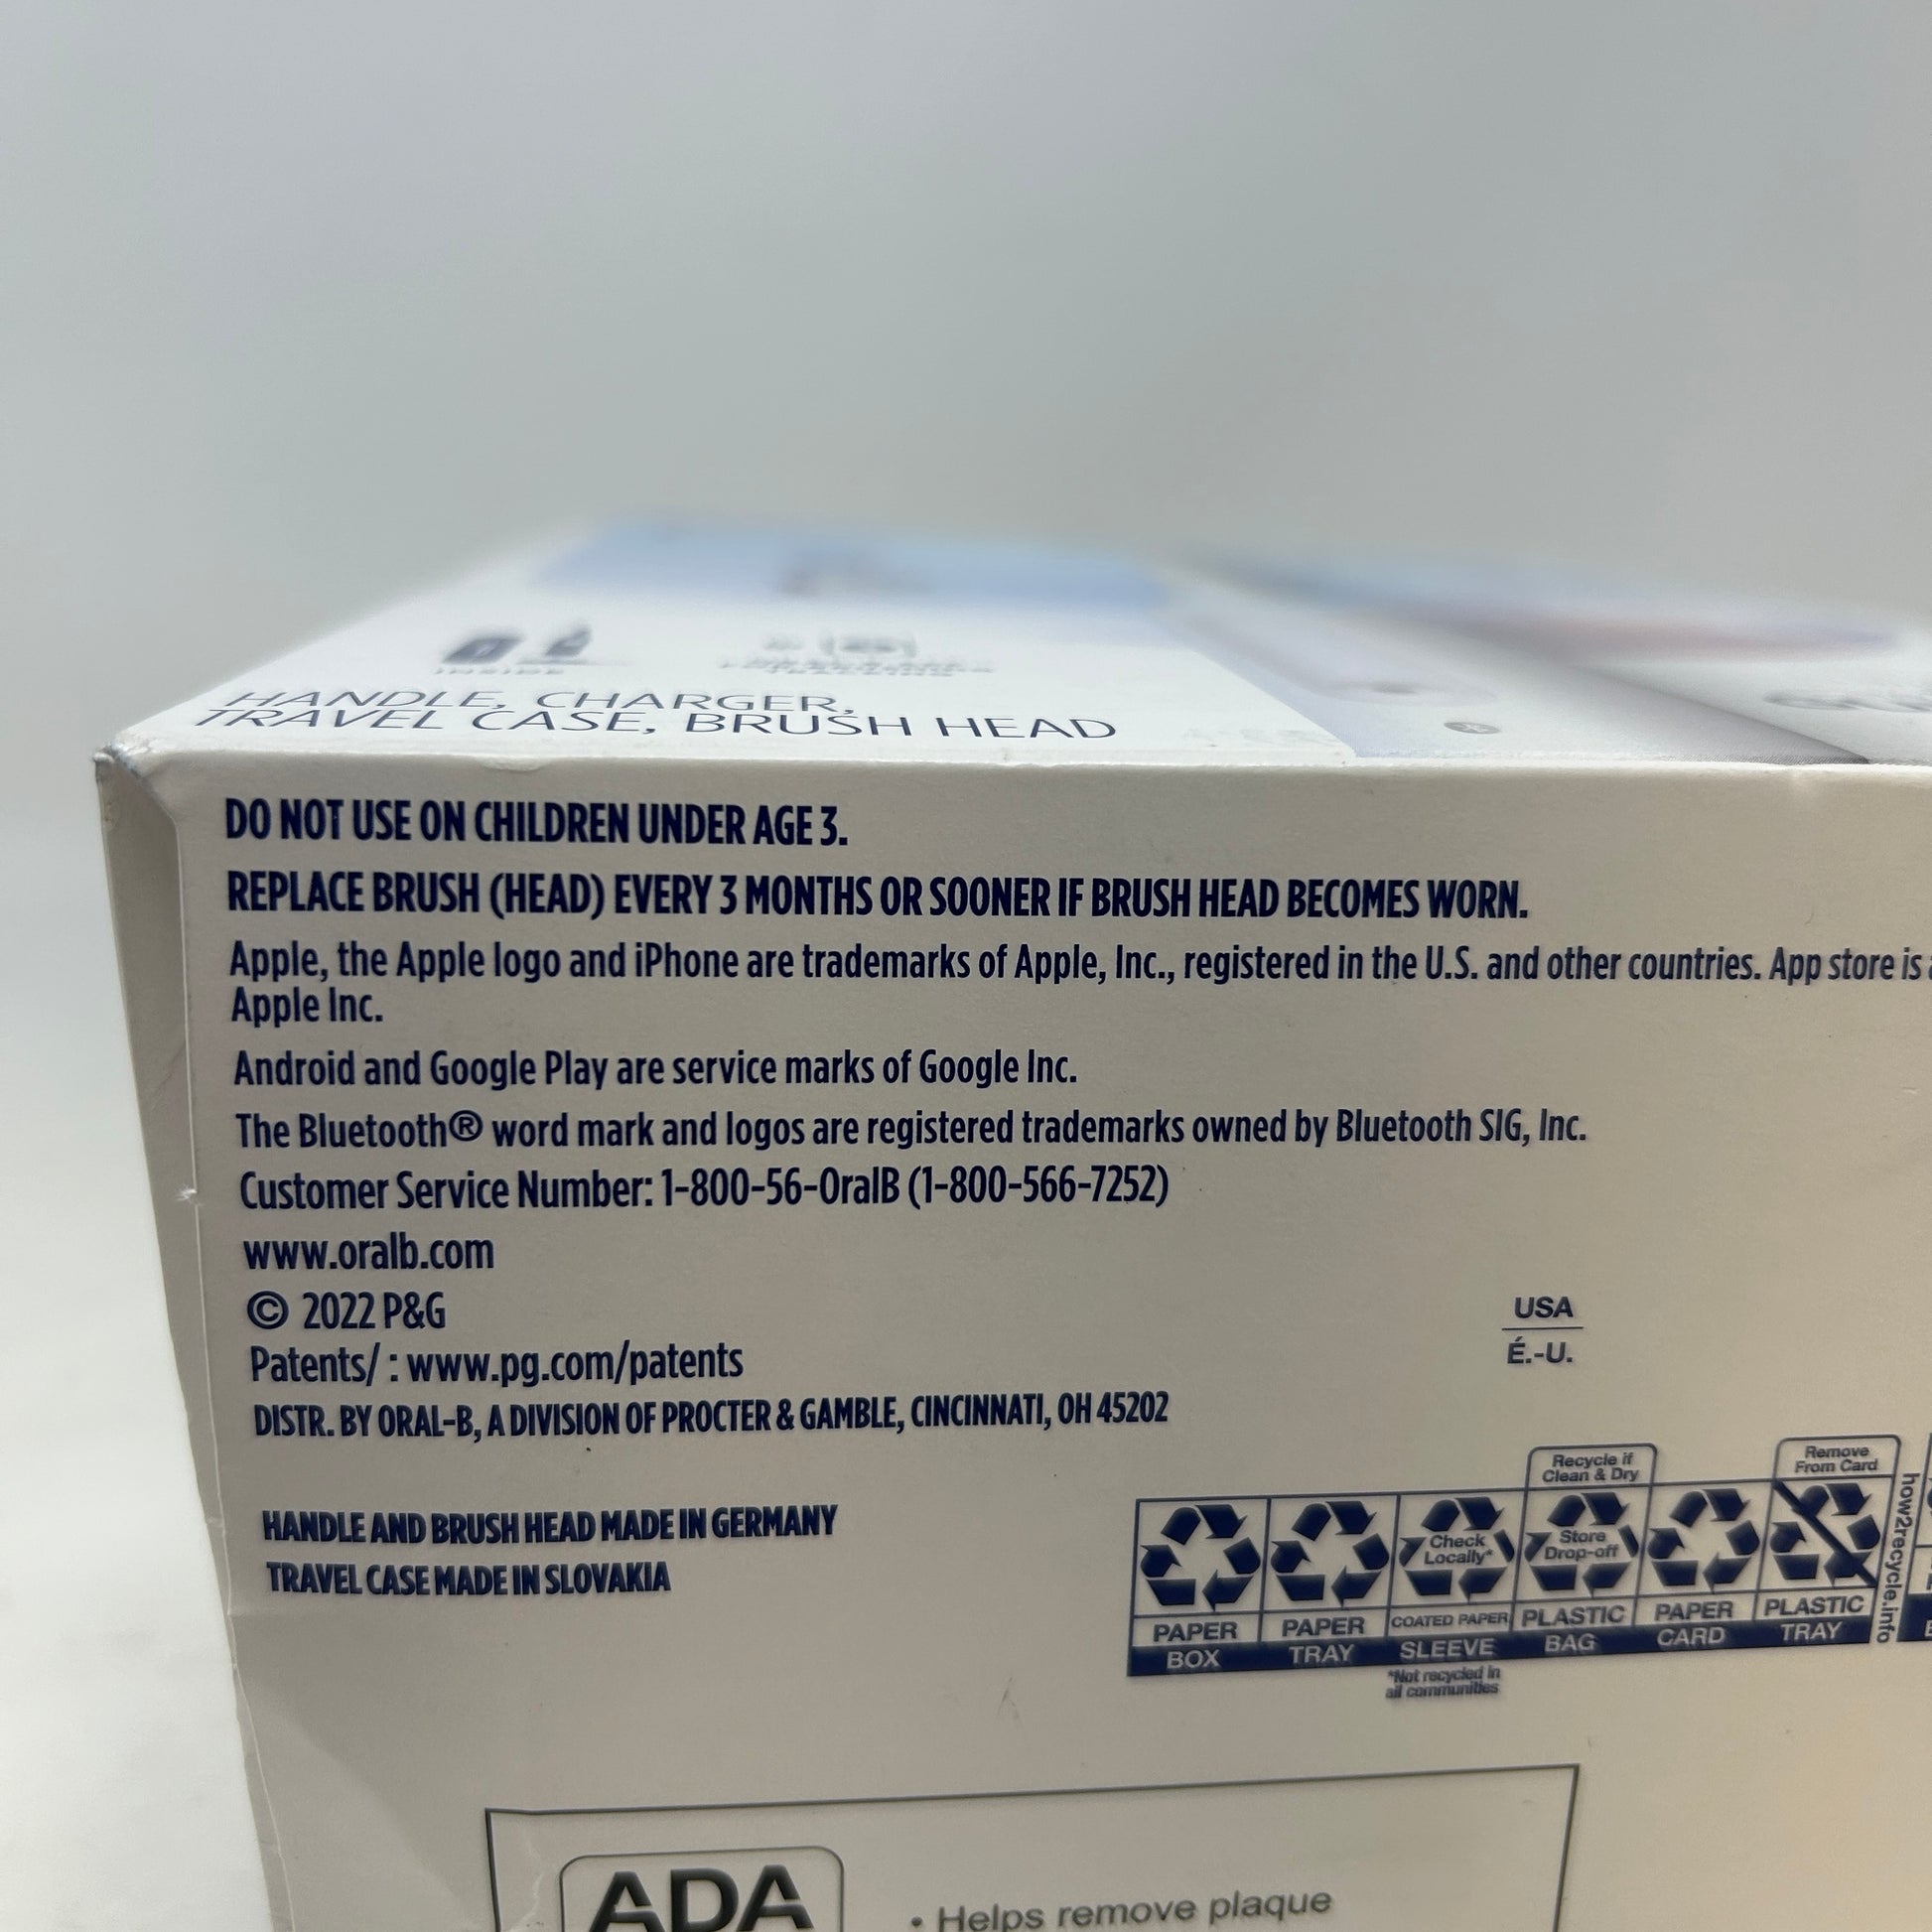 INSIDE
HANDLE, CHARGER,
TRAVEL CASE, BRUSH HEAD
DO NOT USE ON CHILDREN UNDER AGE 3.
REPLACE BRUSH (HEAD) EVERY 3 MONTHS OR SOONER IF BRUSH HEAD BECOMES WORN.
Apple, the Apple logo and iPhone are trademarks of Apple, Inc., registered in the U.S. and other countries. App store is
Apple Inc.
Android and Google Play are service marks of Google Inc.
The Bluetooth® word mark and logos are registered trademarks owned by Bluetooth SIG, Inc.
Customer Service Number: 1-800-56-OralB (1-800-566-7252)
www.oralb.com
© 2022 P&G
Patents/ : www.pg.com/patents
DISTR. BY ORAL-B, A DIVISION OF PROCTER & GAMBLE, CINCINNATI, OH 45202
USA
É.-U.
HANDLE AND BRUSH HEAD MADE IN GERMANY
TRAVEL CASE MADE IN SLOVAKIA
Recycle if
Clean & Dry
Remove
From Card
Check
Locally*
Store
Drop-off
PAPER
BOX
PAPER
TRAY
COATED PAPER
SLEEVE
PLASTIC
BAG
PAPER
CARD
PLASTIC
TRAY
*Not recycled in
all communities
how2recycle.info
ADA
• Helps remove plaque